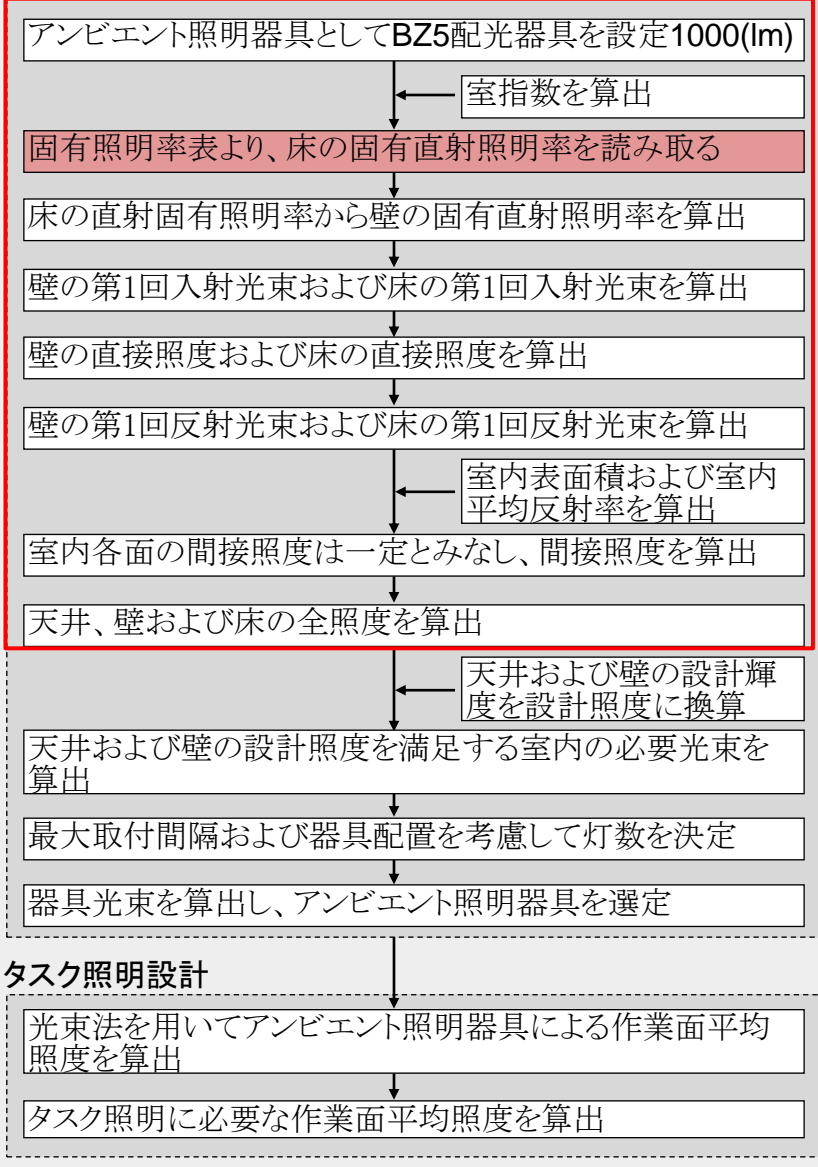 アンビエント照明器具としてBZ5配光器具を設定1000(lm)
室指数を算出
固有照明率表より、床の固有直射照明率を読み取る
床の直射固有照明率から壁の固有直射照明率を算出
壁の第1回入射光束および床の第1回入射光束を算出
壁の直接照度および床の直接照度を算出
壁の第1回反射光束および床の第1回反射光束を算出
室内表面積および室内
平均反射率を算出
室内各面の間接照度は一定とみなし、間接照度を算出
天井、壁および床の全照度を算出
天井および壁の設計輝
度を設計照度に換算
天井および壁の設計照度を満足する室内の必要光束を
算出
最大取付間隔および器具配置を考慮して灯数を決定
器具光束を算出し、アンビエント照明器具を選定
タスク照明設計
光束法を用いてアンビエント照明器具による作業面平均
照度を算出
タスク照明に必要な作業面平均照度を算出